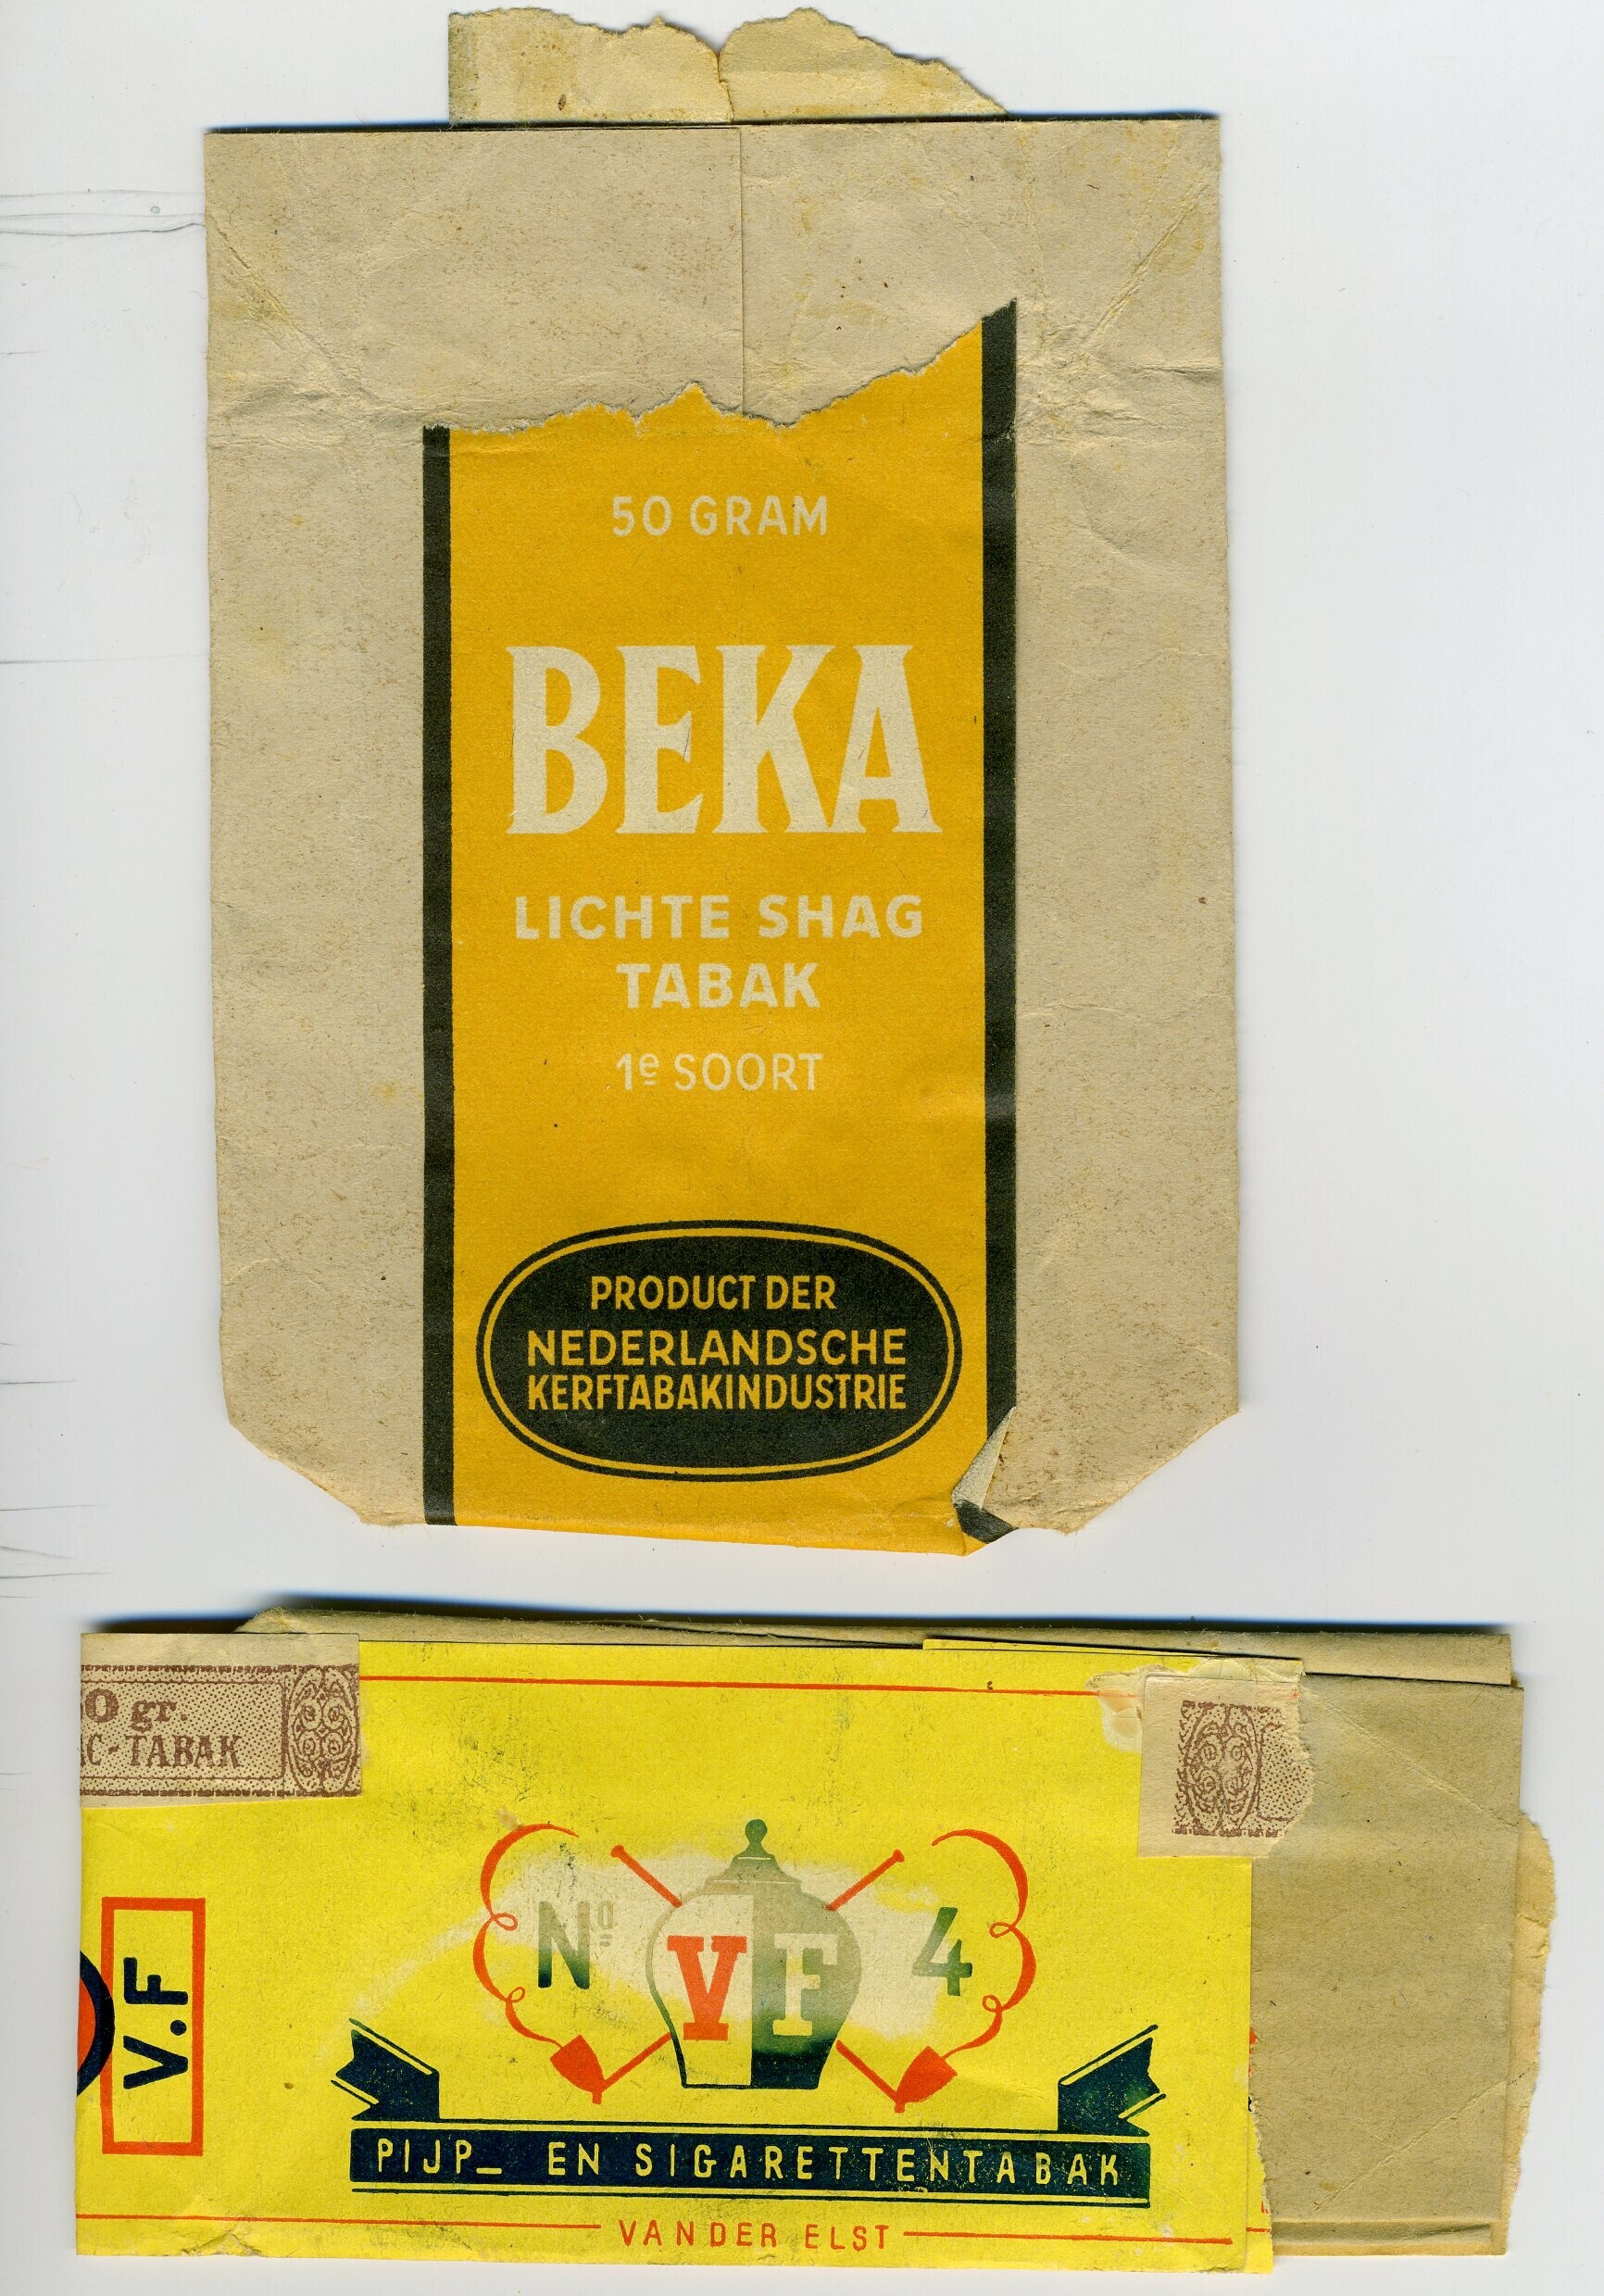 50 GRAM
BEKA
LICHTE SHAG
TABAK
1e SOORT
PRODUCT DER
NEDERLANDSCHE
KERFTABAKINDUSTRIE
0 gr.
C-TABAK
V.F
No 4
VF
PIJP_ EN SIGARETTENTABAK
VANDER ELST